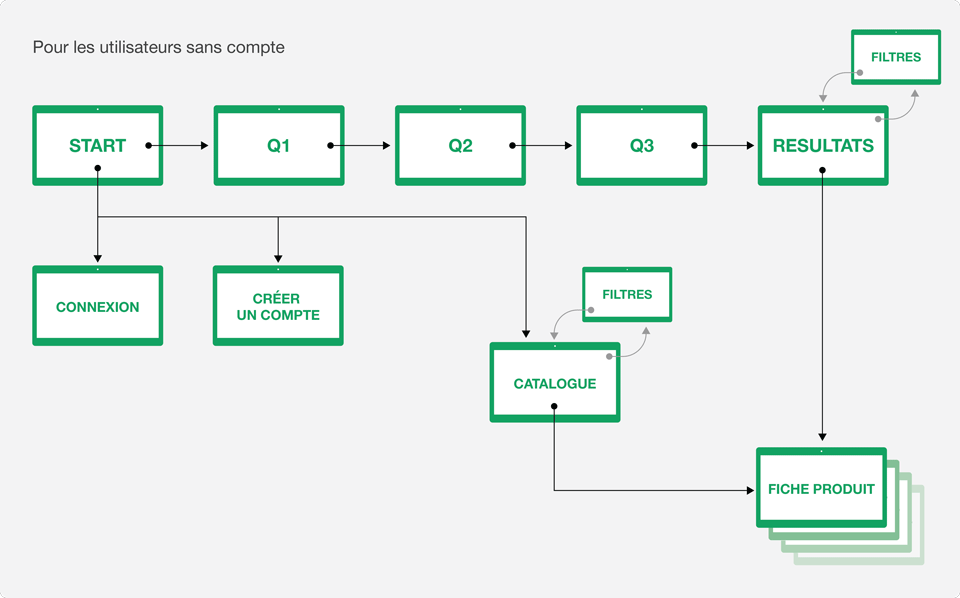 Pour les utilisateurs sans compte
FILTRES
START
Q1
Q2
Q3
RESULTATS
CONNEXION
CRÉER
UN COMPTE
FILTRES
CATALOGUE
FICHE PRODUIT